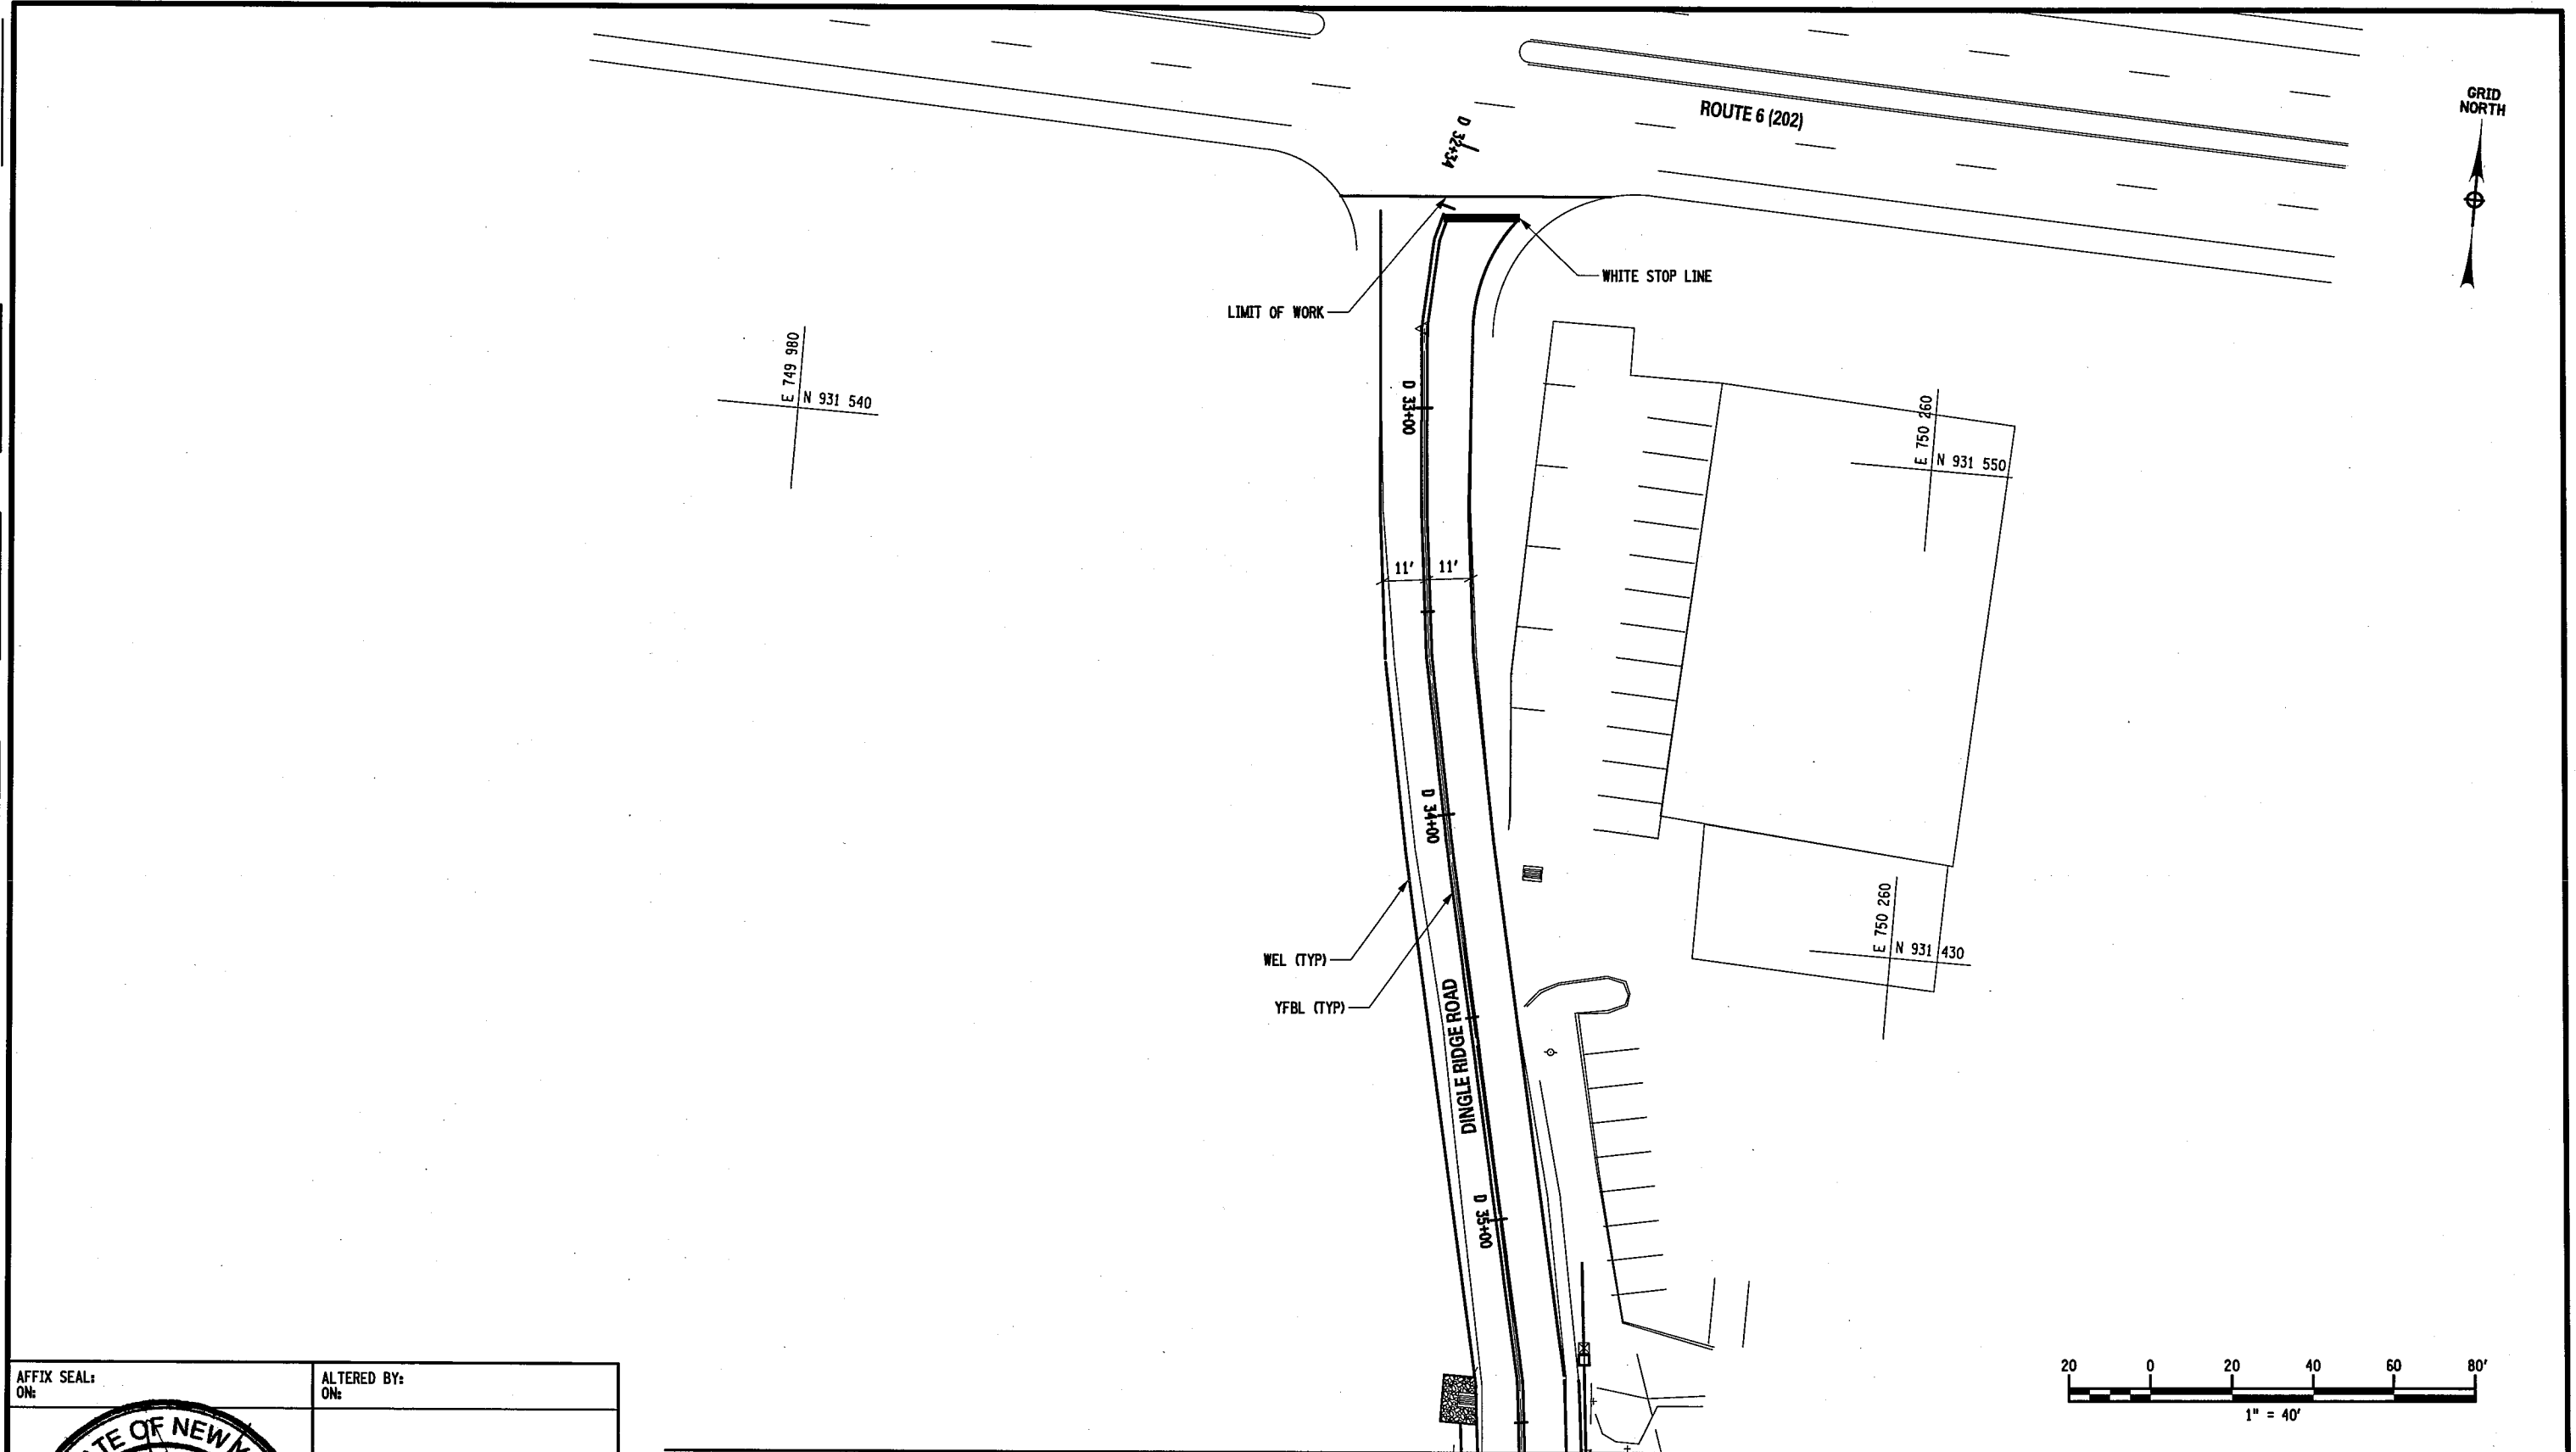 GRID
NORTH
ROUTE 6 (202)
D 32+34
WHITE STOP LINE
LIMIT OF WORK
E 749 980
N 931 540
D 33+00
E 750 260
N 931 550
11'
11'
D 34+00
E 750 260
N 931 430
WEL (TYP)
YFBL (TYP)
DINGLE RIDGE ROAD
D 35+00
20 0 20 40 60 80'
1" = 40'
AFFIX SEAL:
ON:
ALTERED BY:
ON:
OF NEW